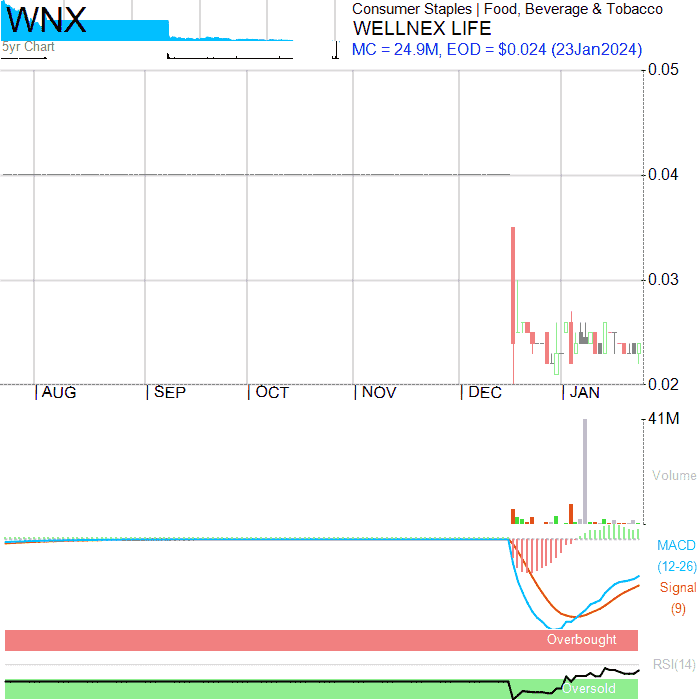 WNX
5yr Chart
Consumer Staples | Food, Beverage & Tobacco
WELLNEX LIFE
MC = 24.9M, EOD = $0.024 (23Jan2024)
0.05
0.04
0.03
0.02
AUG SEP OCT NOV DEC JAN
41M
Volume
MACD
(12-26)
Signal
(9)
Overbought
RSI(14)
Oversold